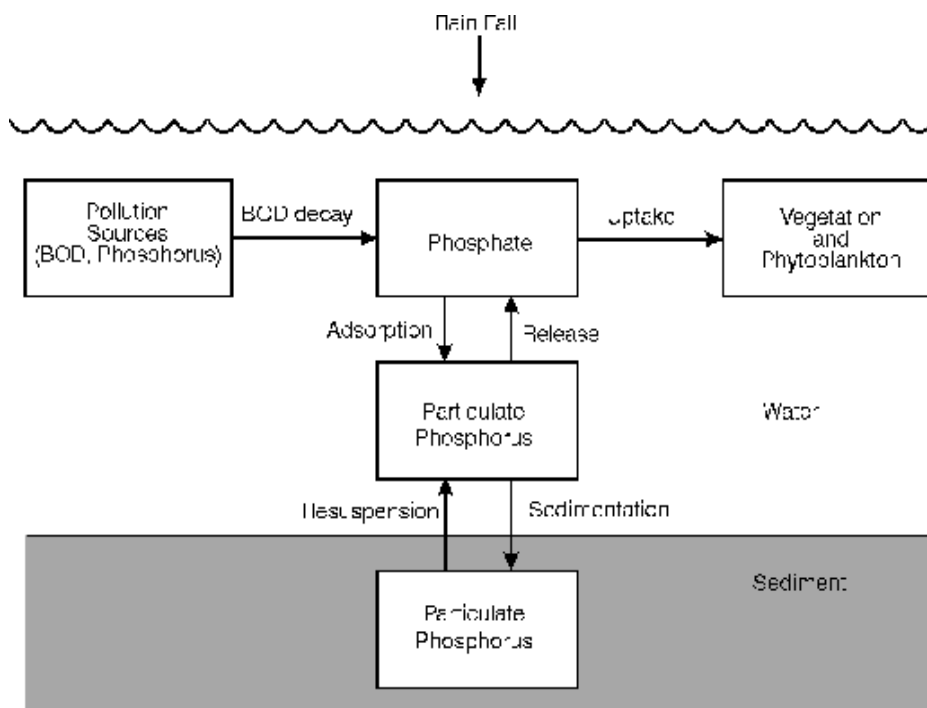 Rain Fall
Pollution
Sources
(BOD, Phosphorus)
BOD decay
Phosphate
Uptake
Vegetation
and
Phytoplankton
Adsorption
Release
Particulate
Phosphorus
Water
Resuspension
Sedimentation
Sediment
Particulate
Phosphorus